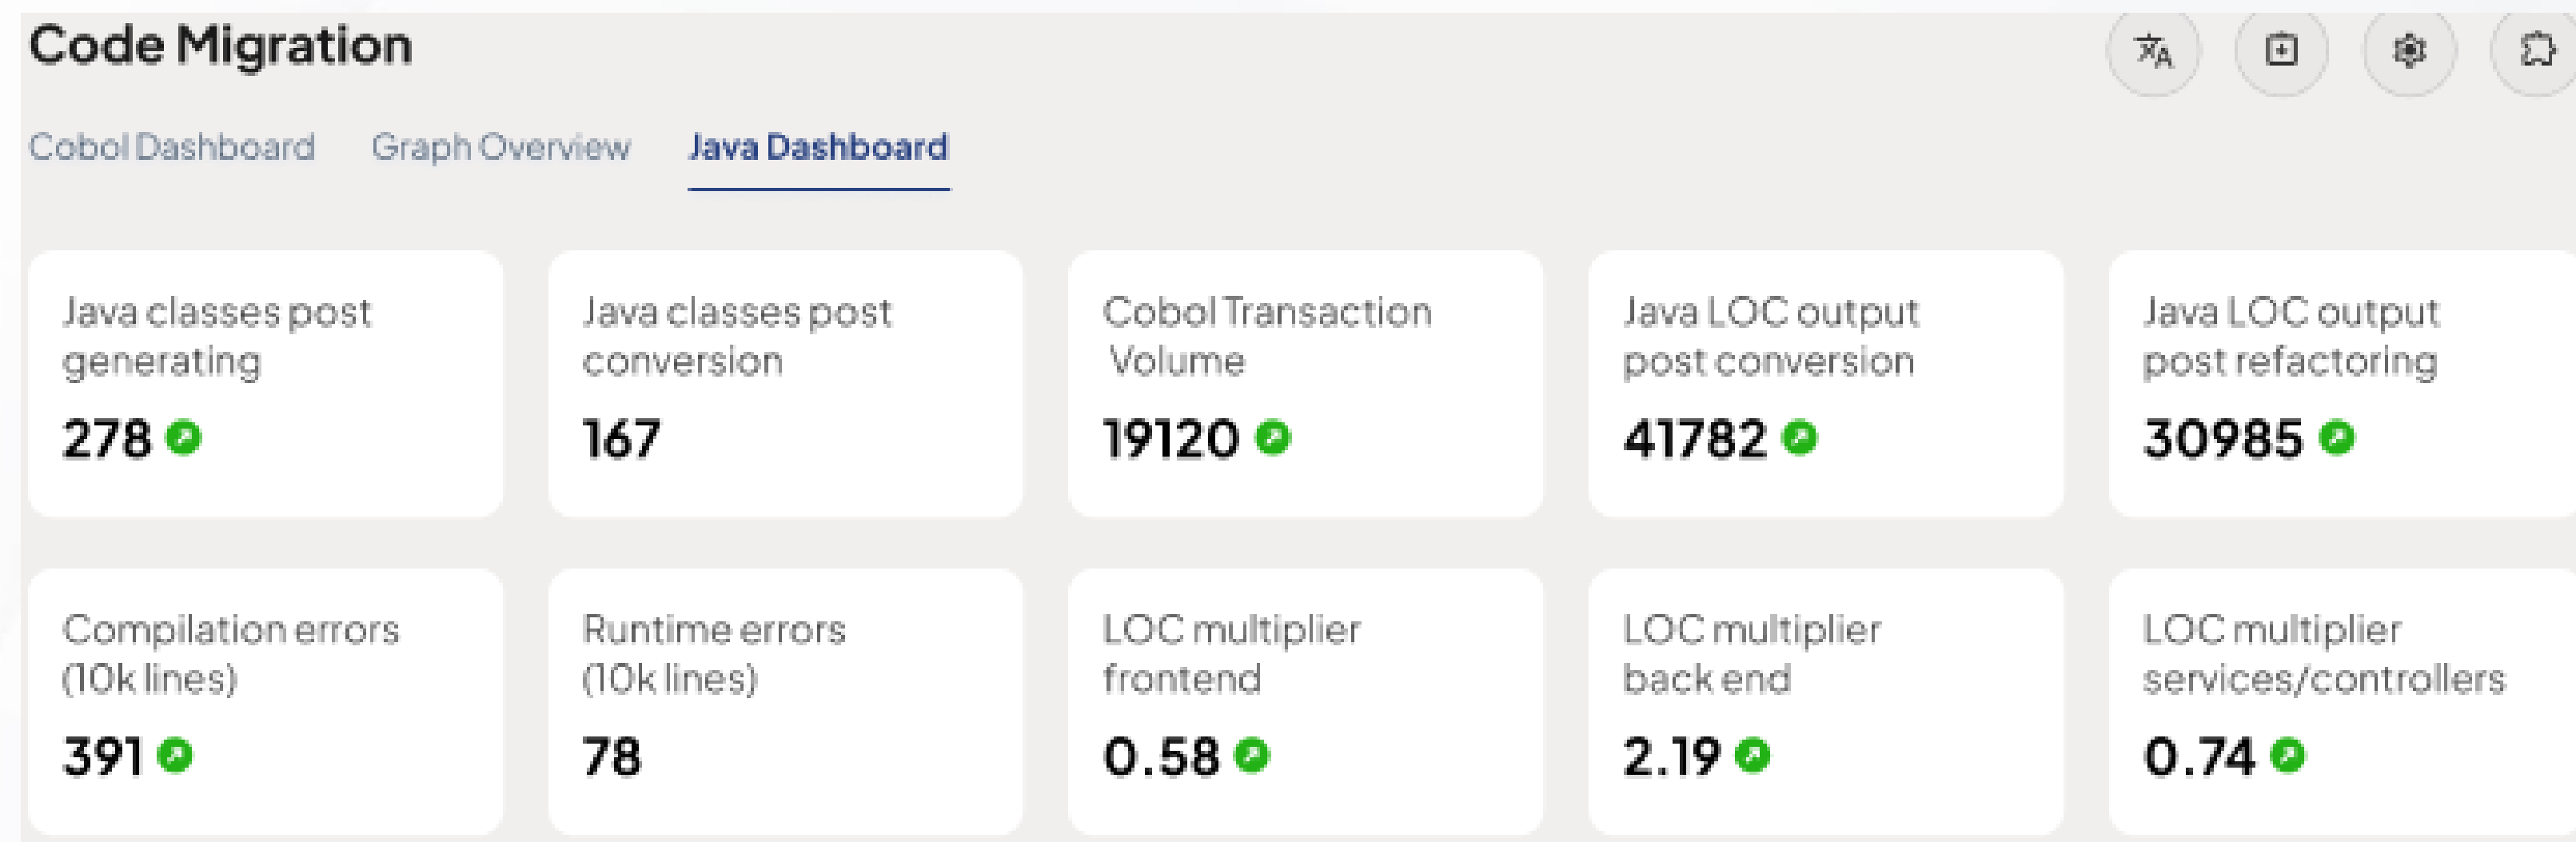 Code Migration
Cobol Dashboard Graph Overview Java Dashboard
Java classes post
generating
278
Java classes post
conversion
167
Cobol Transaction
Volume
19120
Java LOC output
post conversion
41782
Java LOC output
post refactoring
30985
Compilation errors
(10k lines)
391
Runtime errors
(10k lines)
78
LOC multiplier
frontend
0.58
LOC multiplier
back end
2.19
LOC multiplier
services/controllers
0.74